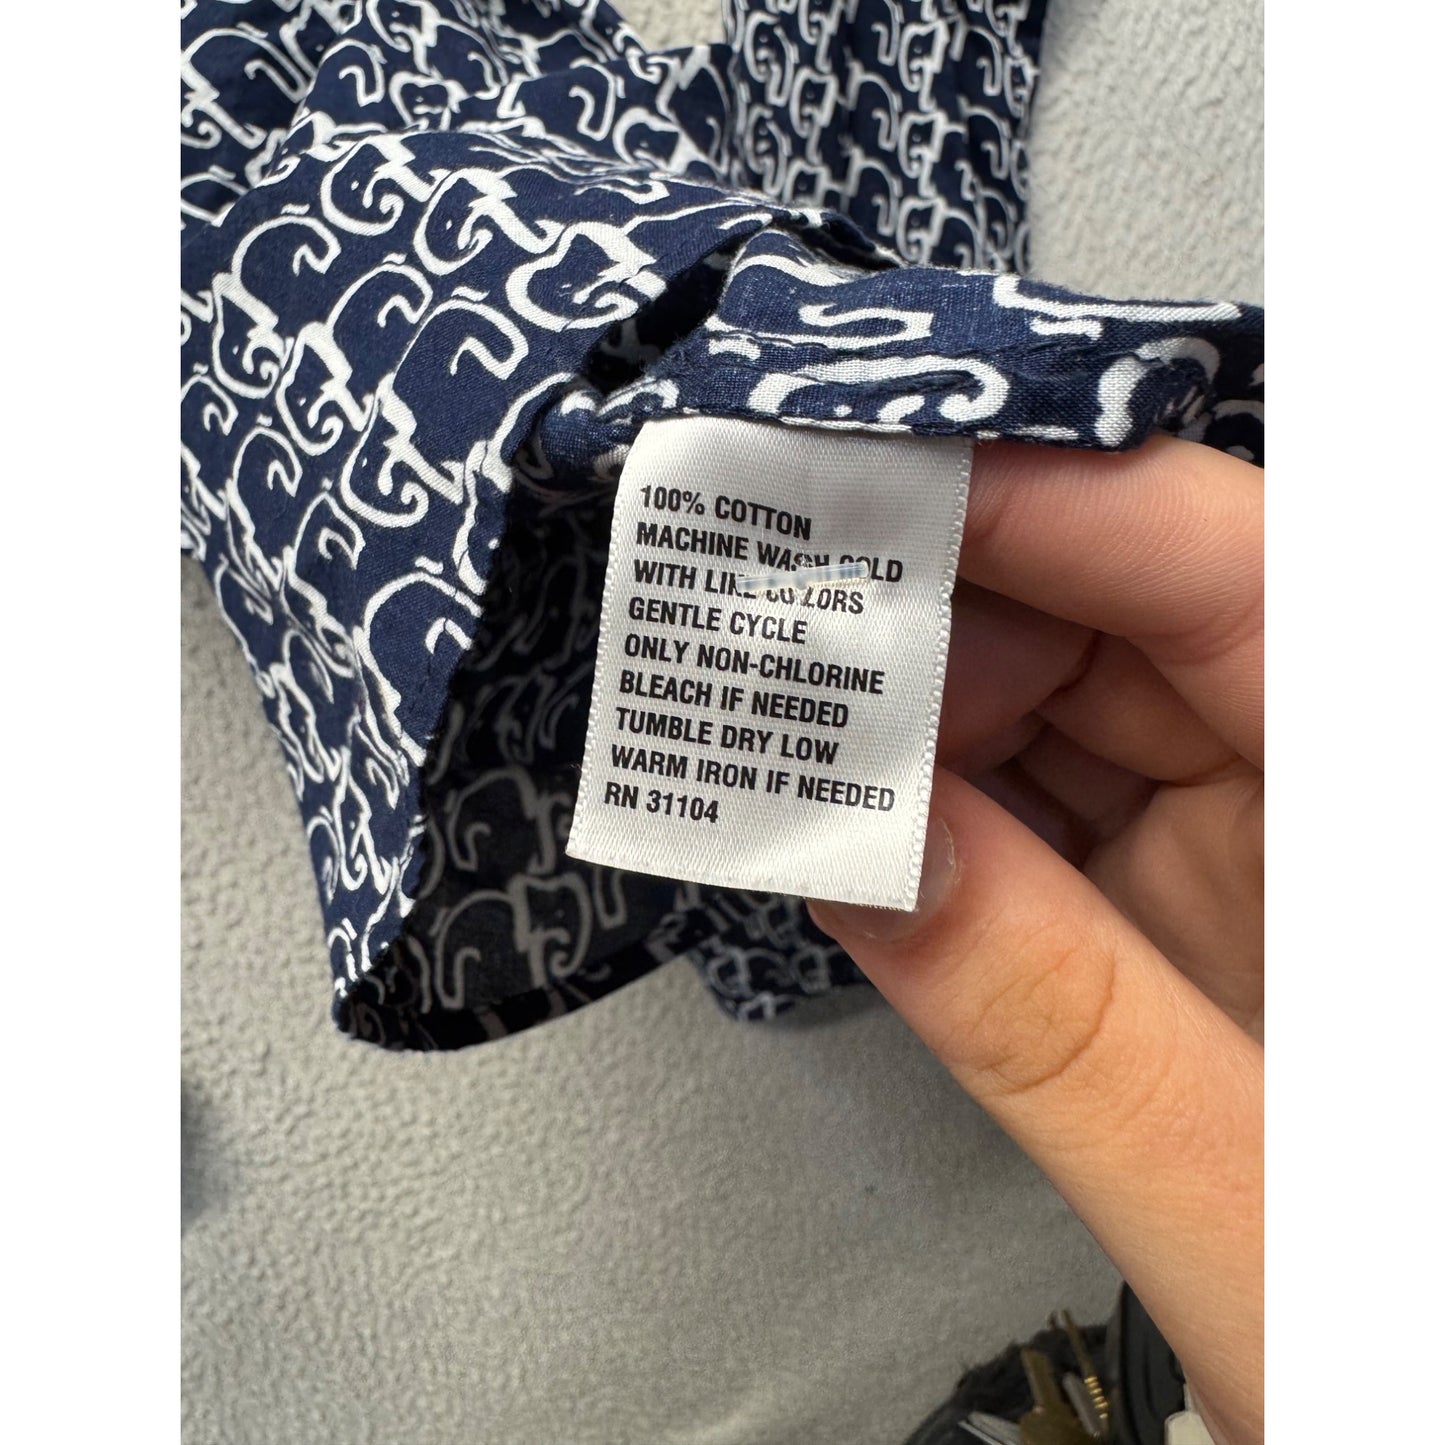 100% COTTON
MACHINE WASH COLD
WITH LIKE COLORS
GENTLE CYCLE
ONLY NON-CHLORINE
BLEACH IF NEEDED
TUMBLE DRY LOW
WARM IRON IF NEEDED
RN 31104